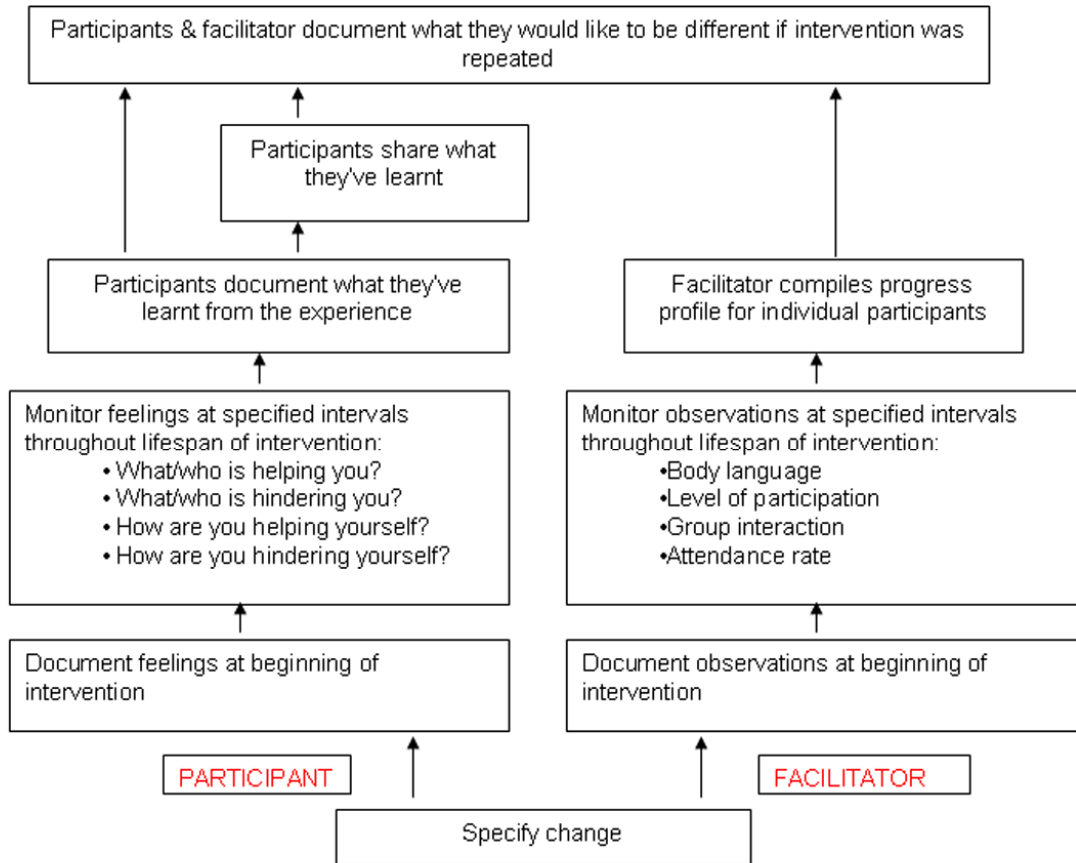 Participants & facilitator document what they would like to be different if intervention was
repeated
Participants share what
they've learnt
Participants document what they've
learnt from the experience
Facilitator compiles progress
profile for individual participants
Monitor feelings at specified intervals
throughout lifespan of intervention:
• What/who is helping you?
• What/who is hindering you?
• How are you helping yourself?
• How are you hindering yourself?
Monitor observations at specified intervals
throughout lifespan of intervention:
•Body language
•Level of participation
•Group interaction
•Attendance rate
Document feelings at beginning of
intervention
Document observations at beginning of
intervention
PARTICIPANT
FACILITATOR
Specify change